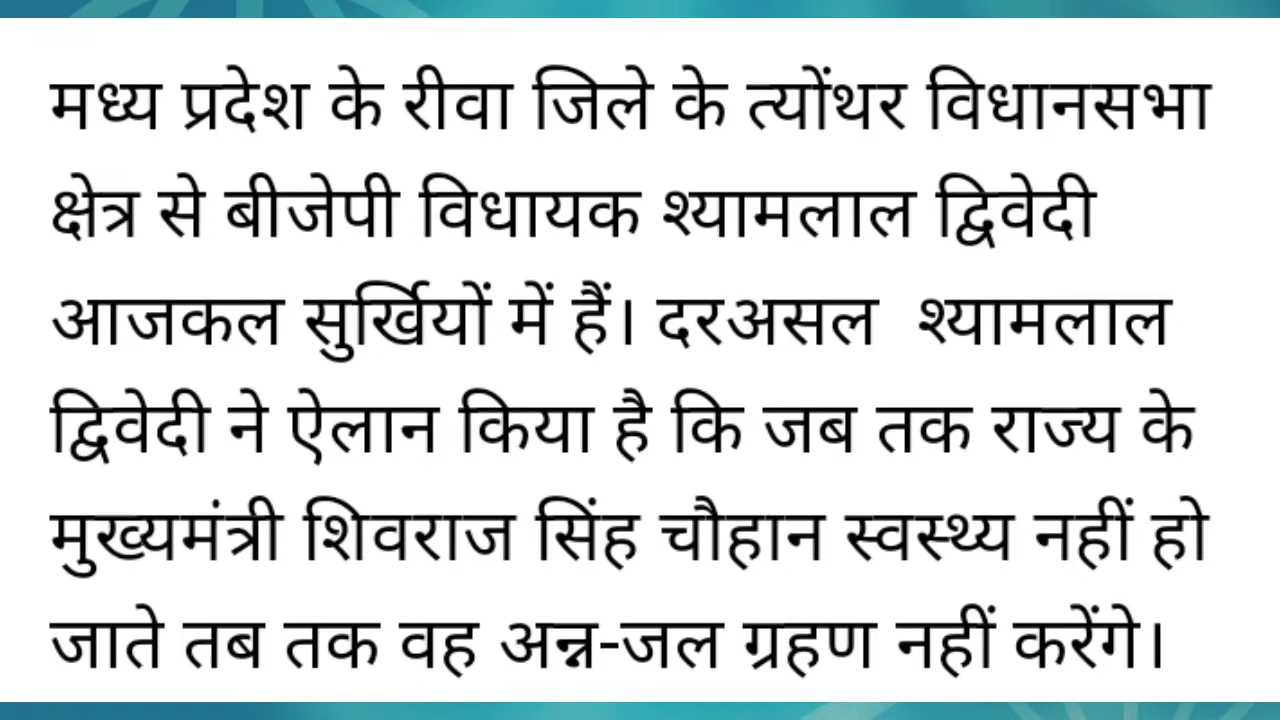 मध्य प्रदेश के रीवा जिले के त्योंथर विधानसभा
क्षेत्र से बीजेपी विधायक श्यामलाल द्विवेदी
आजकल सुर्खियों में हैं। दरअसल  श्यामलाल
द्विवेदी ने ऐलान किया है कि जब तक राज्य के
मुख्यमंत्री शिवराज सिंह चौहान स्वस्थ्य नहीं हो
जाते तब तक वह अन्न-जल ग्रहण नहीं करेंगे।